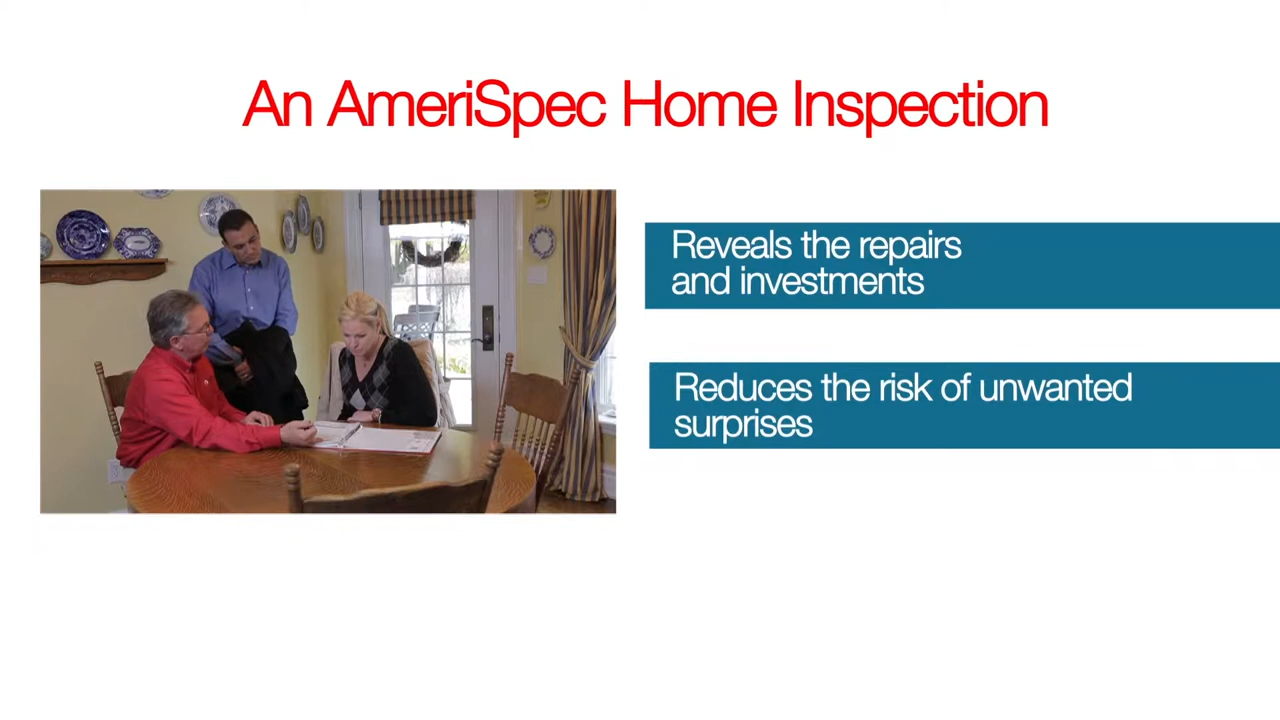 An AmeriSpec Home Inspection
Reveals the repairs
and investments
Reduces the risk of unwanted
surprises